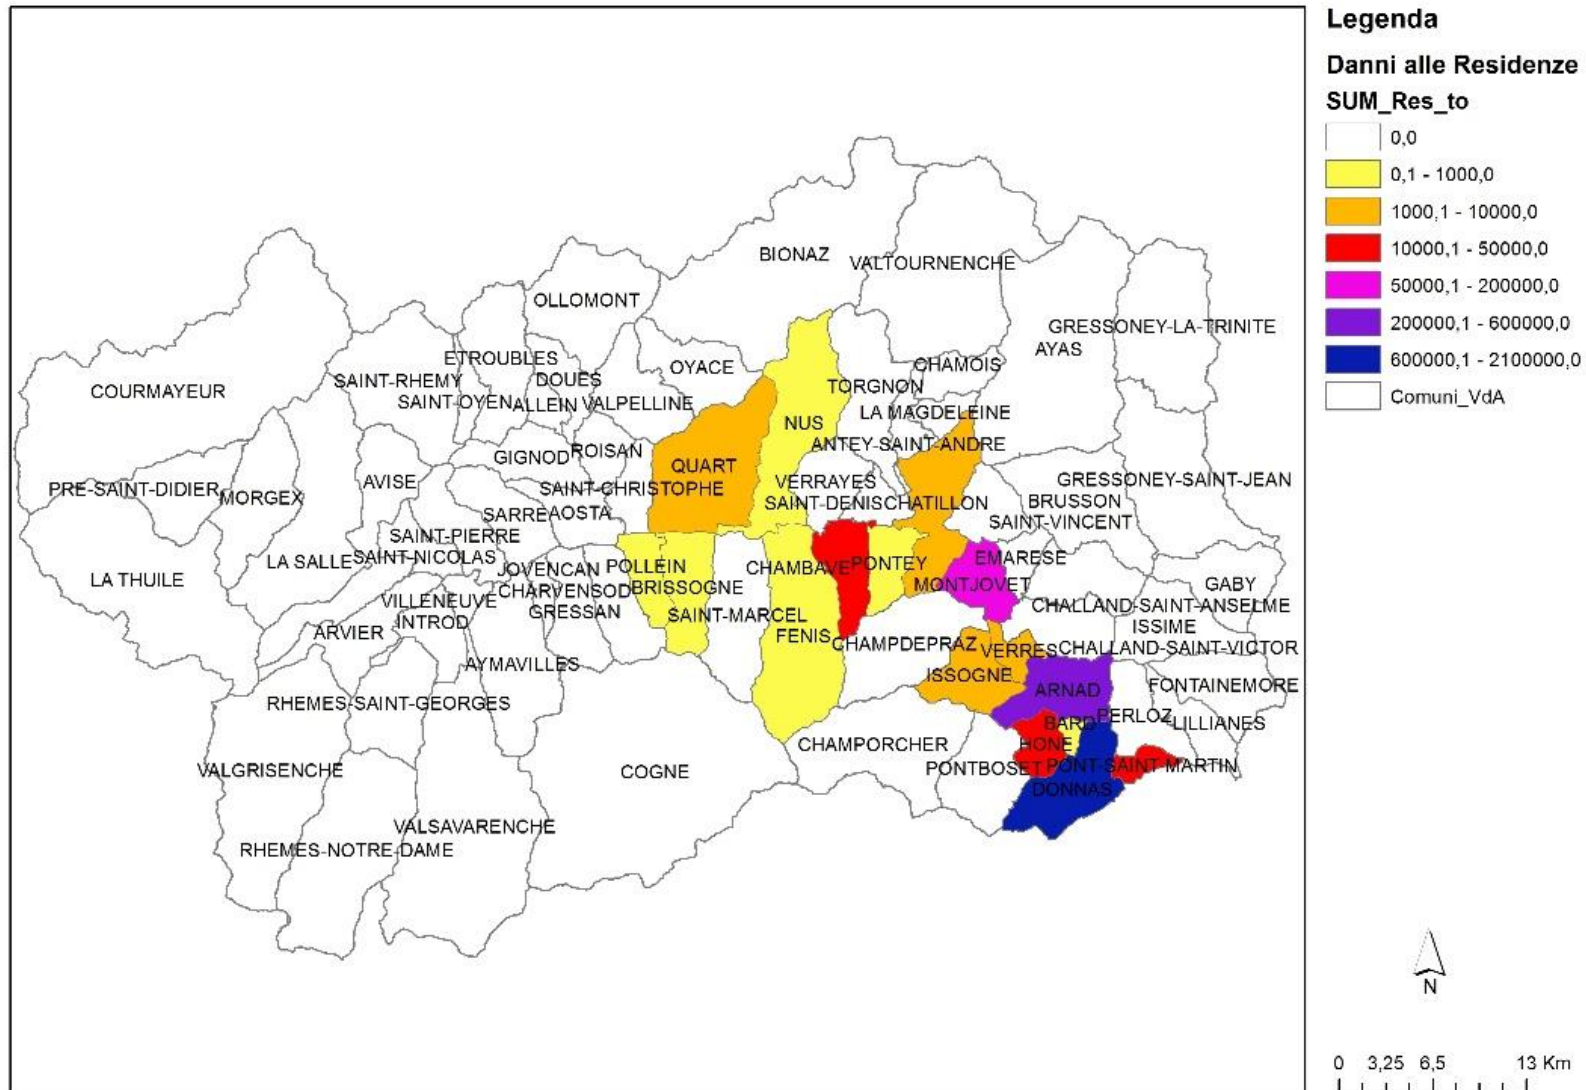 Legenda
Danni alle Residenze
SUM_Res_to
0,0
0,1 - 1000,0
1000,1 - 10000,0
10000,1 - 50000,0
50000,1 - 200000,0
200000,1 - 600000,0
600000,1 - 2100000,0
Comuni_VdA
BIONAZ
VALTOURNENCHE
OLLOMONT
GRESSONEY-LA-TRINITE
AYAS
ETROUBLES
OYACE
CHAMOIS
SAINT-RHEMY
DOUES
TORGNON
COURMAYEUR
SAINT-OYEN
ALLEIN
VALPELLINE
LA MAGDELEINE
NUS
ANTEY-SAINT-ANDRE
GIGNOD
ROISAN
QUART
AVISE
VERRAYES
GRESSONEY-SAINT-JEAN
PRE-SAINT-DIDIER
MORGEX
SAINT-CHRISTOPHE
SAINT-DENIS
CHATILLON
BRUSSON
SARRE
AOSTA
SAINT-VINCENT
SAINT-PIERRE
LA SALLE
SAINT-NICOLAS
JOVENCAN
POLLEIN
CHAMBAVE
PONTEY
EMARESE
LA THUILE
CHARVENSOD
BRISSOGNE
MONTJOVET
GABY
VILLENEUVE
GRESSAN
SAINT-MARCEL
CHALLAND-SAINT-ANSELME
INTROD
ISSIME
ARVIER
FENIS
CHAMPDEPRAZ
VERRES
CHALLAND-SAINT-VICTOR
AYMAVILLES
ISSOGNE
ARNAD
FONTAINEMORE
RHEMES-SAINT-GEORGES
BARD
PERLOZ
LILLIANES
CHAMPORCHER
HONE
VALGRISENCHE
COGNE
PONTBOSET
PONT-SAINT-MARTIN
DONNAS
VALSAVARENCHE
RHEMES-NOTRE-DAME
N
0 3,25 6,5 13 Km